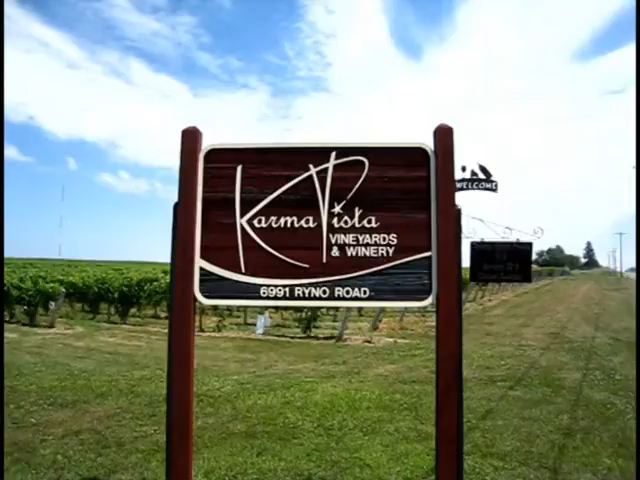 Karma Vista
VINEYARDS
& WINERY
6991 RYNO ROAD
WELCOME